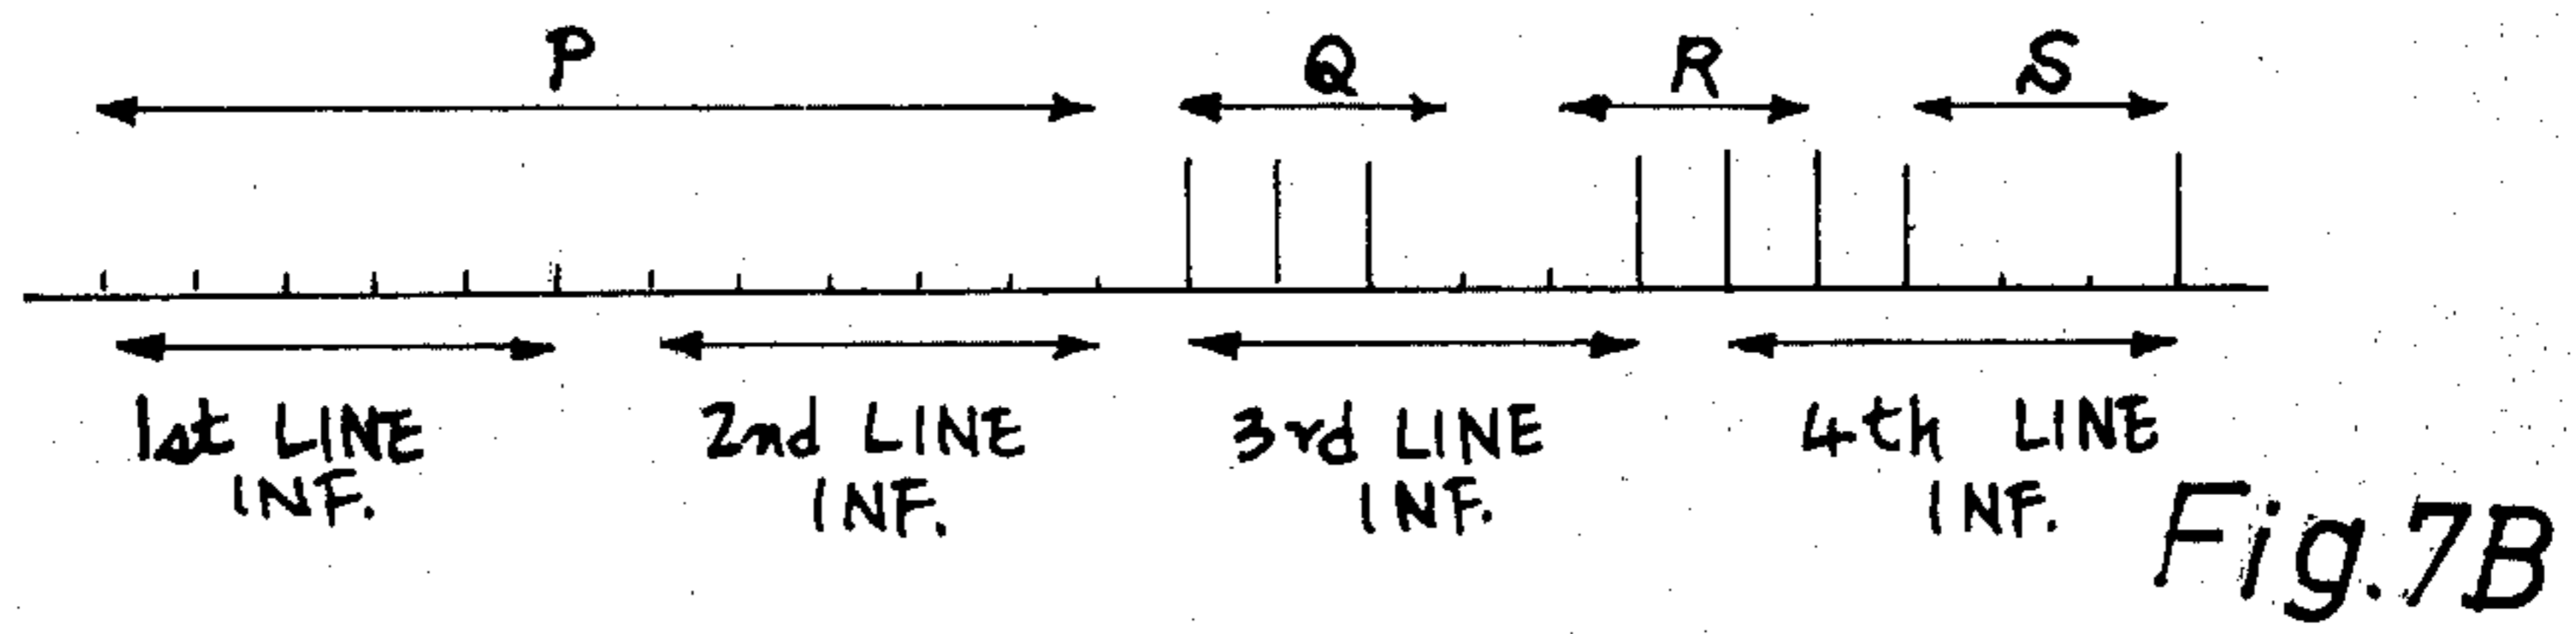 P Q R S
1st LINE 2nd LINE 3rd LINE 4th LINE
INF. INF. INF. INF.
Fig. 7B